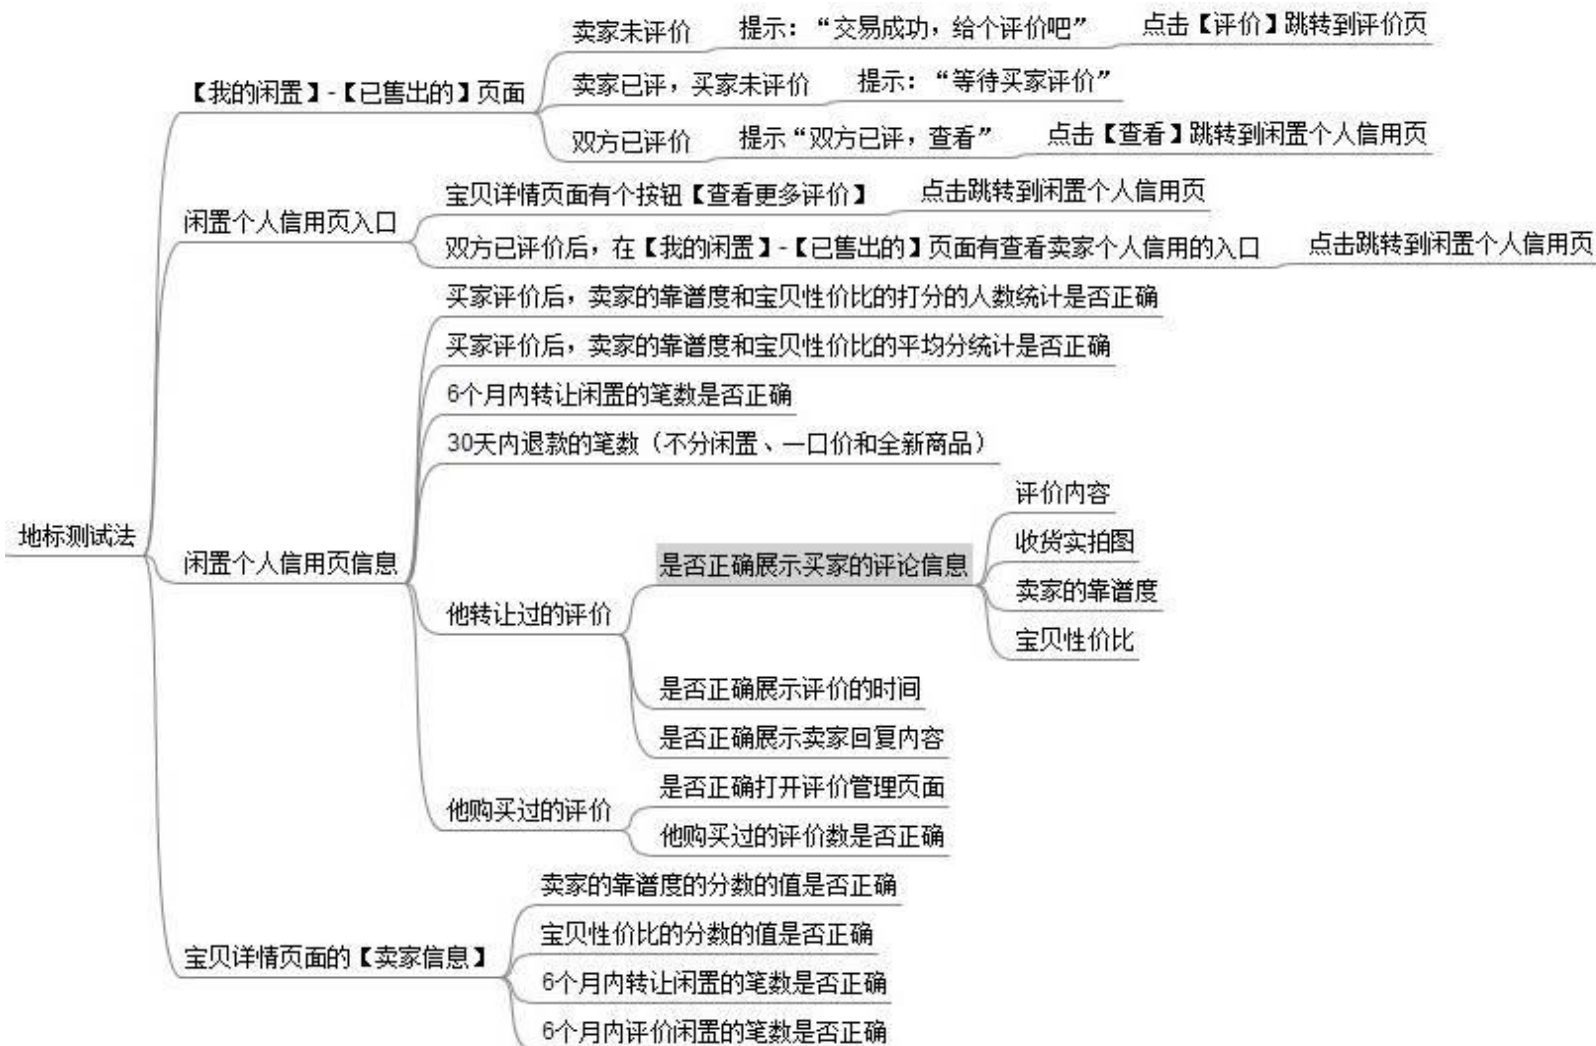 地标测试法
【我的闲置】-【已售出的】页面
卖家未评价
提示：“交易成功，给个评价吧”
点击【评价】跳转到评价页
卖家已评，买家未评价
提示：“等待买家评价”
双方已评价
提示“双方已评，查看”
点击【查看】跳转到闲置个人信用页
闲置个人信用页入口
宝贝详情页面有个按钮【查看更多评价】
点击跳转到闲置个人信用页
双方已评价后，在【我的闲置】-【已售出的】页面有查看卖家个人信用的入口
点击跳转到闲置个人信用页
闲置个人信用页信息
买家评价后，卖家的靠谱度和宝贝性价比的打分的人数统计是否正确
买家评价后，卖家的靠谱度和宝贝性价比的平均分统计是否正确
6个月内转让闲置的笔数是否正确
30天内退款的笔数（不分闲置、一口价和全新商品）
他转让过的评价
是否正确展示买家的评论信息
评价内容
收货实拍图
卖家的靠谱度
宝贝性价比
是否正确展示评价的时间
是否正确展示卖家回复内容
他购买过的评价
是否正确打开评价管理页面
他购买过的评价数是否正确
宝贝详情页面的【卖家信息】
卖家的靠谱度的分数的值是否正确
宝贝性价比的分数的值是否正确
6个月内转让闲置的笔数是否正确
6个月内评价闲置的笔数是否正确